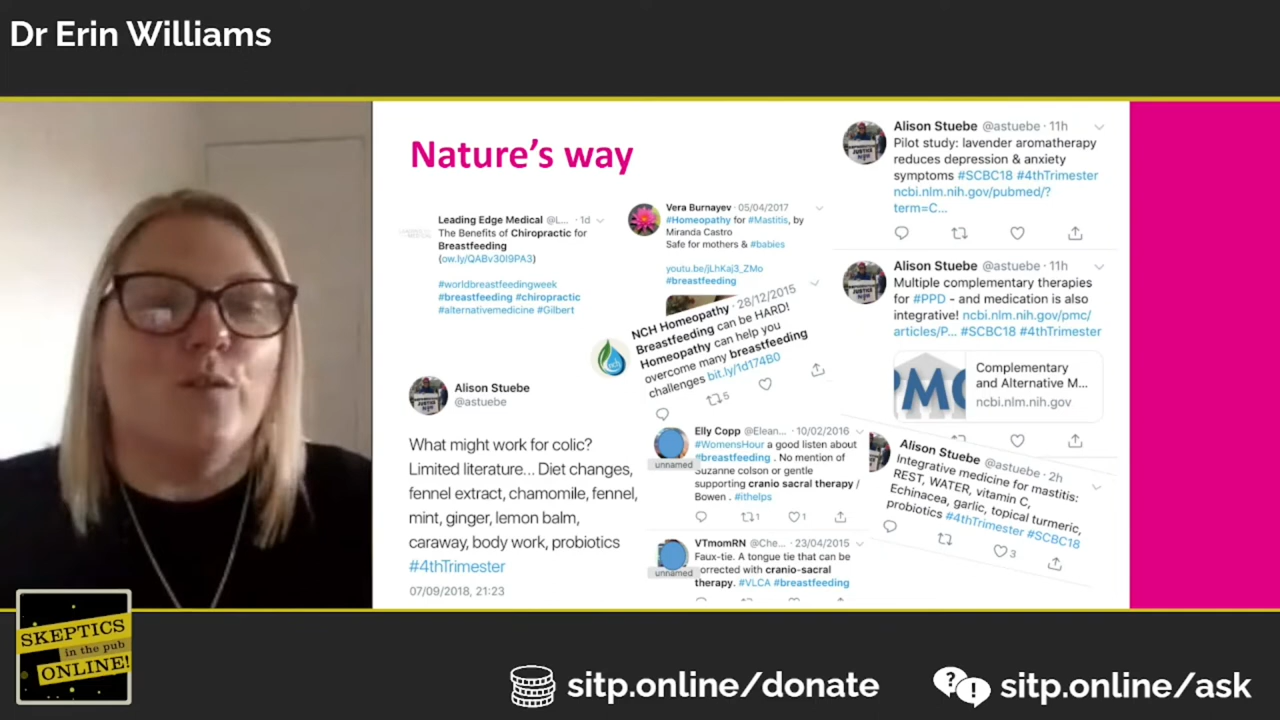 Dr Erin Williams
Nature's way
Leading Edge Medical @L... · 1d
The Benefits of Chiropractic for
Breastfeeding
(ow.ly/QABv30l9PA3)
#worldbreastfeedingweek
#breastfeeding #chiropractic
#alternativemedicine #Gilbert
Vera Burnayev · 05/04/2017
#Homeopathy for #Mastitis, by
Miranda Castro
Safe for mothers & #babies
youtu.be/jLhKaj3_ZMo
#breastfeeding
NCH Homeopathy · 28/12/2015
Breastfeeding can be HARD!
Homeopathy can help you
overcome many breastfeeding
challenges bit.ly/1d174B0
5
Alison Stuebe
@astuebe
What might work for colic?
Limited literature... Diet changes,
fennel extract, chamomile, fennel,
mint, ginger, lemon balm,
caraway, body work, probiotics
#4thTrimester
07/09/2018, 21:23
Elly Copp @Elean... · 10/02/2016
#WomensHour a good listen about
#breastfeeding . No mention of
Suzanne colson or gentle
supporting cranio sacral therapy /
Bowen . #ithelps
unnamed
1
1
VTmomRN @Che... · 23/04/2015
Faux-tie. A tongue tie that can be
orrected with cranio-sacral
therapy. #VLCA #breastfeeding
unnamed
Alison Stuebe @astuebe · 11h
Pilot study: lavender aromatherapy
reduces depression & anxiety
symptoms #SCBC18 #4thTrimester
ncbi.nlm.nih.gov/pubmed/?
term=C...
Alison Stuebe @astuebe · 11h
Multiple complementary therapies
for #PPD - and medication is also
integrative! ncbi.nlm.nih.gov/pmc/
articles/P... #SCBC18 #4thTrimester
PMC
Complementary
and Alternative M...
ncbi.nlm.nih.gov
Alison Stuebe @astuebe · 2h
Integrative medicine for mastitis:
REST, WATER, vitamin C,
Echinacea, garlic, topical turmeric,
probiotics #4thTrimester #SCBC18
3
SKEPTICS
in the pub
ONLINE!
sitp.online/donate
sitp.online/ask